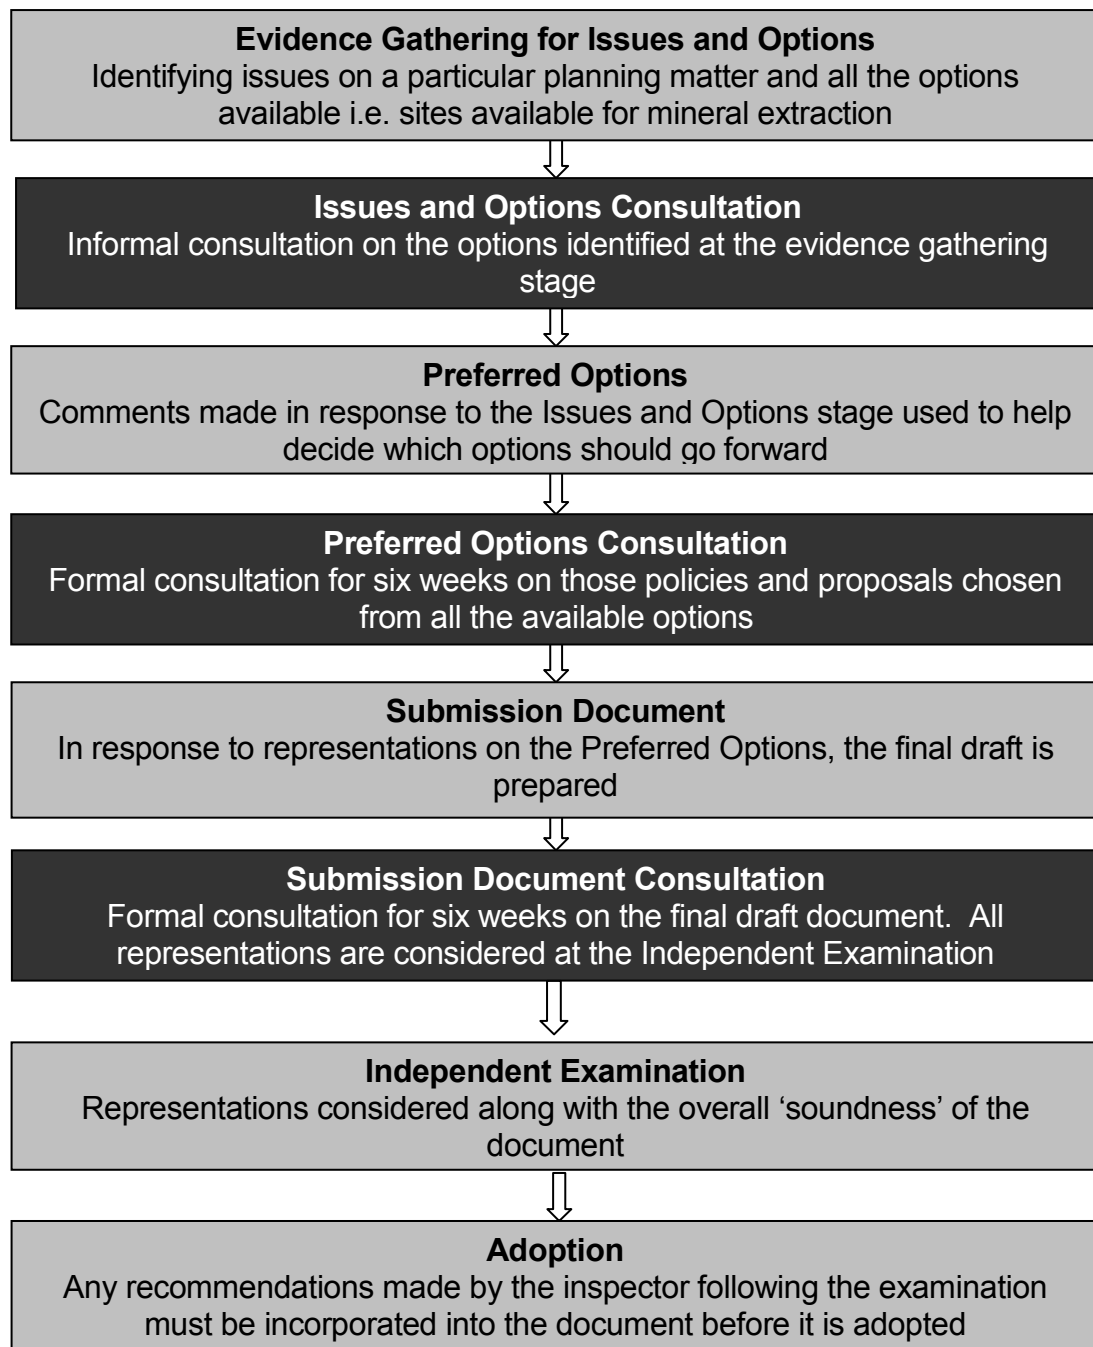 Evidence Gathering for Issues and Options
Identifying issues on a particular planning matter and all the options
available i.e. sites available for mineral extraction
Issues and Options Consultation
Informal consultation on the options identified at the evidence gathering
stage
Preferred Options
Comments made in response to the Issues and Options stage used to help
decide which options should go forward
Preferred Options Consultation
Formal consultation for six weeks on those policies and proposals chosen
from all the available options
Submission Document
In response to representations on the Preferred Options, the final draft is
prepared
Submission Document Consultation
Formal consultation for six weeks on the final draft document.  All
representations are considered at the Independent Examination
Independent Examination
Representations considered along with the overall ‘soundness’ of the
document
Adoption
Any recommendations made by the inspector following the examination
must be incorporated into the document before it is adopted